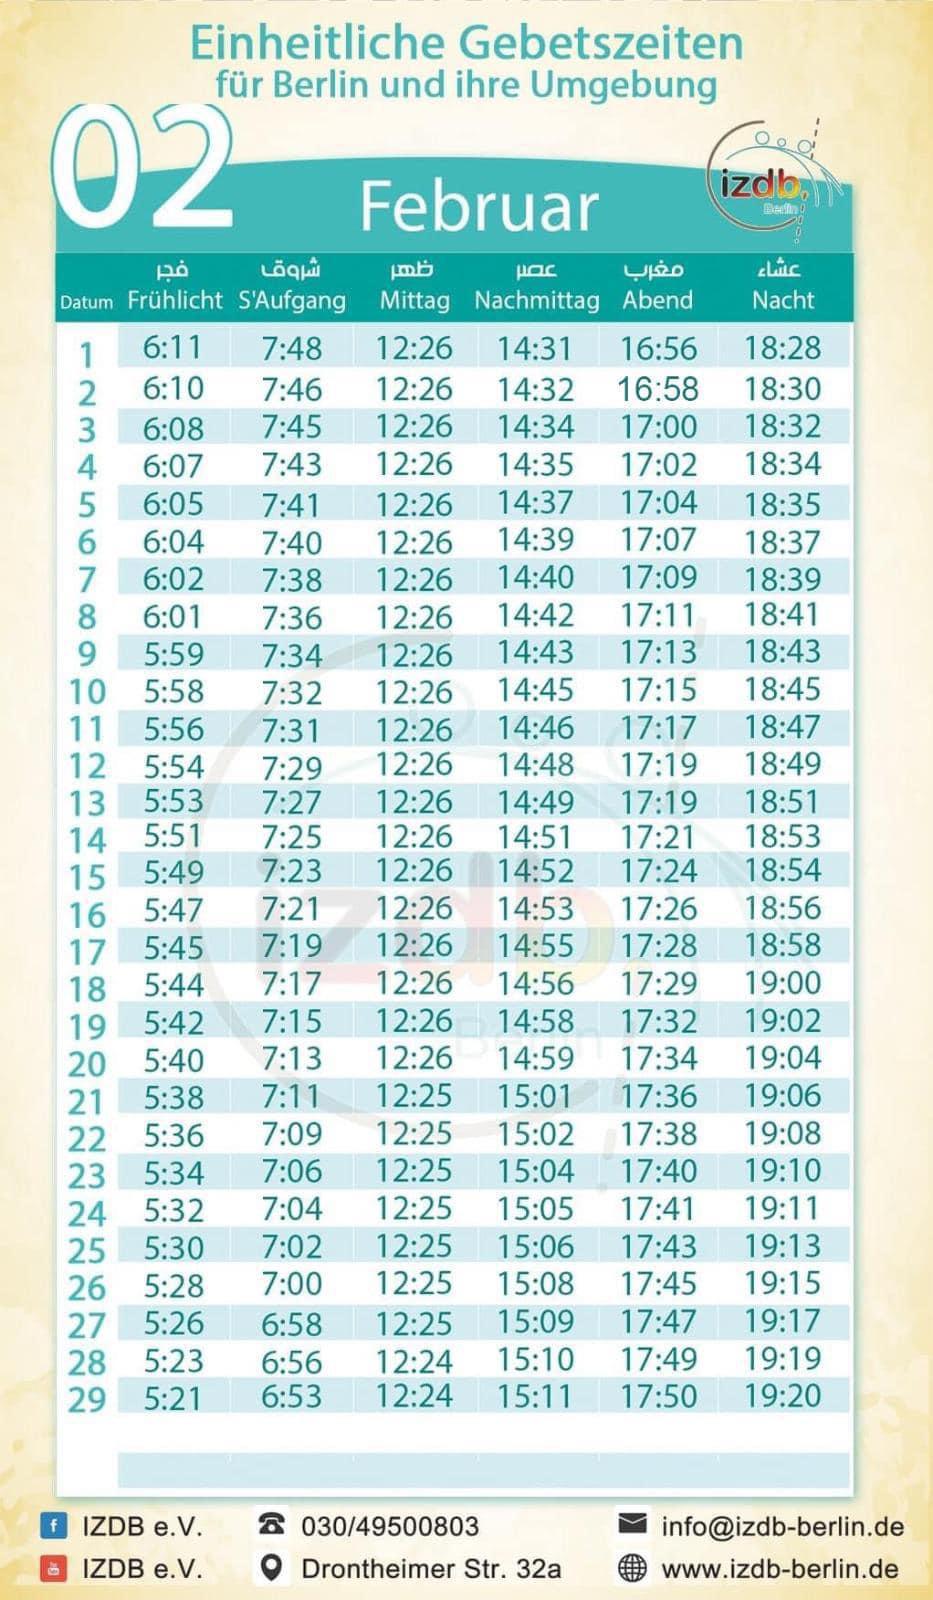 Einheitliche Gebetszeiten
für Berlin und ihre Umgebung
02
Februar
izdb.
Berlin
فجر شروق ظهر عصر مغرب عشاء
Datum Frühlicht S'Aufgang Mittag Nachmittag Abend Nacht
1 6:11 7:48 12:26 14:31 16:56 18:28
2 6:10 7:46 12:26 14:32 16:58 18:30
3 6:08 7:45 12:26 14:34 17:00 18:32
4 6:07 7:43 12:26 14:35 17:02 18:34
5 6:05 7:41 12:26 14:37 17:04 18:35
6 6:04 7:40 12:26 14:39 17:07 18:37
7 6:02 7:38 12:26 14:40 17:09 18:39
8 6:01 7:36 12:26 14:42 17:11 18:41
9 5:59 7:34 12:26 14:43 17:13 18:43
10 5:58 7:32 12:26 14:45 17:15 18:45
11 5:56 7:31 12:26 14:46 17:17 18:47
12 5:54 7:29 12:26 14:48 17:19 18:49
13 5:53 7:27 12:26 14:49 17:19 18:51
14 5:51 7:25 12:26 14:51 17:21 18:53
15 5:49 7:23 12:26 14:52 17:24 18:54
16 5:47 7:21 12:26 14:53 17:26 18:56
17 5:45 7:19 12:26 14:55 17:28 18:58
18 5:44 7:17 12:26 14:56 17:29 19:00
19 5:42 7:15 12:26 14:58 17:32 19:02
20 5:40 7:13 12:26 14:59 17:34 19:04
21 5:38 7:11 12:25 15:01 17:36 19:06
22 5:36 7:09 12:25 15:02 17:38 19:08
23 5:34 7:06 12:25 15:04 17:40 19:10
24 5:32 7:04 12:25 15:05 17:41 19:11
25 5:30 7:02 12:25 15:06 17:43 19:13
26 5:28 7:00 12:25 15:08 17:45 19:15
27 5:26 6:58 12:25 15:09 17:47 19:17
28 5:23 6:56 12:24 15:10 17:49 19:19
29 5:21 6:53 12:24 15:11 17:50 19:20
izdb.
Berlin
IZDB e.V. 030/49500803 info@izdb-berlin.de
IZDB e.V. Drontheimer Str. 32a www.izdb-berlin.de